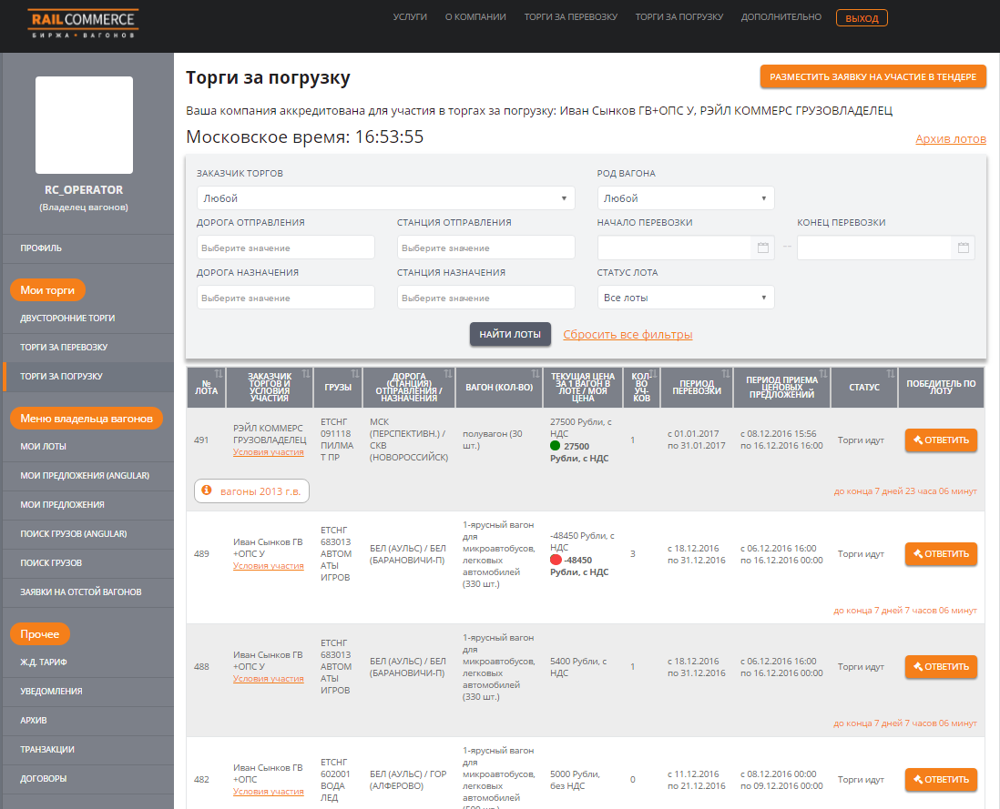 RAILCOMMERCE
БИРЖА • ВАГОНОВ
УСЛУГИ
О КОМПАНИИ
ТОРГИ ЗА ПЕРЕВОЗКУ
ТОРГИ ЗА ПОГРУЗКУ
ДОПОЛНИТЕЛЬНО
ВЫХОД
RC_OPERATOR
(Владелец вагонов)
ПРОФИЛЬ
Мои торги
ДВУСТОРОННИЕ ТОРГИ
ТОРГИ ЗА ПЕРЕВОЗКУ
ТОРГИ ЗА ПОГРУЗКУ
Меню владельца вагонов
МОИ ЛОТЫ
МОИ ПРЕДЛОЖЕНИЯ (ANGULAR)
МОИ ПРЕДЛОЖЕНИЯ
ПОИСК ГРУЗОВ (ANGULAR)
ПОИСК ГРУЗОВ
ЗАЯВКИ НА ОТСТОЙ ВАГОНОВ
Прочее
Ж.Д. ТАРИФ
УВЕДОМЛЕНИЯ
АРХИВ
ТРАНЗАКЦИИ
ДОГОВОРЫ
Торги за погрузку
РАЗМЕСТИТЬ ЗАЯВКУ НА УЧАСТИЕ В ТЕНДЕРЕ
Ваша компания аккредитована для участия в торгах за погрузку: Иван Сынков ГВ+ОПС У, РЭЙЛ КОММЕРС ГРУЗОВЛАДЕЛЕЦ
Московское время: 16:53:55
Архив лотов
ЗАКАЗЧИК ТОРГОВ
РОД ВАГОНА
Любой
Любой
ДОРОГА ОТПРАВЛЕНИЯ
СТАНЦИЯ ОТПРАВЛЕНИЯ
НАЧАЛО ПЕРЕВОЗКИ
КОНЕЦ ПЕРЕВОЗКИ
Выберите значение
Выберите значение
--
ДОРОГА НАЗНАЧЕНИЯ
СТАНЦИЯ НАЗНАЧЕНИЯ
СТАТУС ЛОТА
Выберите значение
Выберите значение
Все лоты
НАЙТИ ЛОТЫ
Сбросить все фильтры
№
ЛОТА
ЗАКАЗЧИК
ТОРГОВ И
УСЛОВИЯ
УЧАСТИЯ
ГРУЗЫ
ДОРОГА
(СТАНЦИЯ)
ОТПРАВЛЕНИЯ /
НАЗНАЧЕНИЯ
ВАГОН (КОЛ-ВО)
ТЕКУЩАЯ ЦЕНА
ЗА 1 ВАГОН В
ЛОТЕ / МОЯ
ЦЕНА
КОЛ-
ВО
УЧ-
КОВ
ПЕРИОД
ПЕРЕВОЗКИ
ПЕРИОД ПРИЕМА
ЦЕНОВЫХ
ПРЕДЛОЖЕНИЙ
СТАТУС
ПОБЕДИТЕЛЬ ПО
ЛОТУ
491
РЭЙЛ КОММЕРС
ГРУЗОВЛАДЕЛЕЦ
Условия участия
ЕТСНГ
091118
ПИЛМА
Т ПР
МСК
(ПЕРСПЕКТИВН.) /
СКВ
(НОВОРОССИЙСК)
полувагон (30
шт.)
27500 Рубли, с
НДС
27500
Рубли, с НДС
1
с 01.01.2017
по 31.01.2017
с 08.12.2016 15:56
по 16.12.2016 16:00
Торги идут
ОТВЕТИТЬ
вагоны 2013 г.в.
до конца 7 дней 23 часа 06 минут
489
Иван Сынков ГВ
+ОПС У
Условия участия
ЕТСНГ
683013
АВТОМ
АТЫ
ИГРОВ
БЕЛ (АУЛЬС) / БЕЛ
(БАРАНОВИЧИ-П)
1-ярусный вагон
для
микроавтобусов,
легковых
автомобилей
(330 шт.)
-48450 Рубли, с
НДС
-48450
Рубли, с НДС
3
с 18.12.2016
по 31.12.2016
с 06.12.2016 16:00
по 16.12.2016 00:00
Торги идут
ОТВЕТИТЬ
до конца 7 дней 7 часов 06 минут
488
Иван Сынков ГВ
+ОПС У
Условия участия
ЕТСНГ
683013
АВТОМ
АТЫ
ИГРОВ
БЕЛ (АУЛЬС) / БЕЛ
(БАРАНОВИЧИ-П)
1-ярусный вагон
для
микроавтобусов,
легковых
автомобилей
(330 шт.)
5400 Рубли, с
НДС
1
с 18.12.2016
по 31.12.2016
с 06.12.2016 16:00
по 16.12.2016 00:00
Торги идут
ОТВЕТИТЬ
до конца 7 дней 7 часов 06 минут
482
Иван Сынков ГВ
+ОПС
Условия участия
ЕТСНГ
602001
ВОДА
ЛЕД
БЕЛ (АУЛЬС) / ГОР
(АЛФЕРОВО)
1-ярусный вагон
для
микроавтобусов,
легковых
автомобилей
5000 Рубли,
без НДС
0
с 11.12.2016
по 21.12.2016
с 08.12.2016 00:00
по 09.12.2016 00:00
Торги идут
ОТВЕТИТЬ